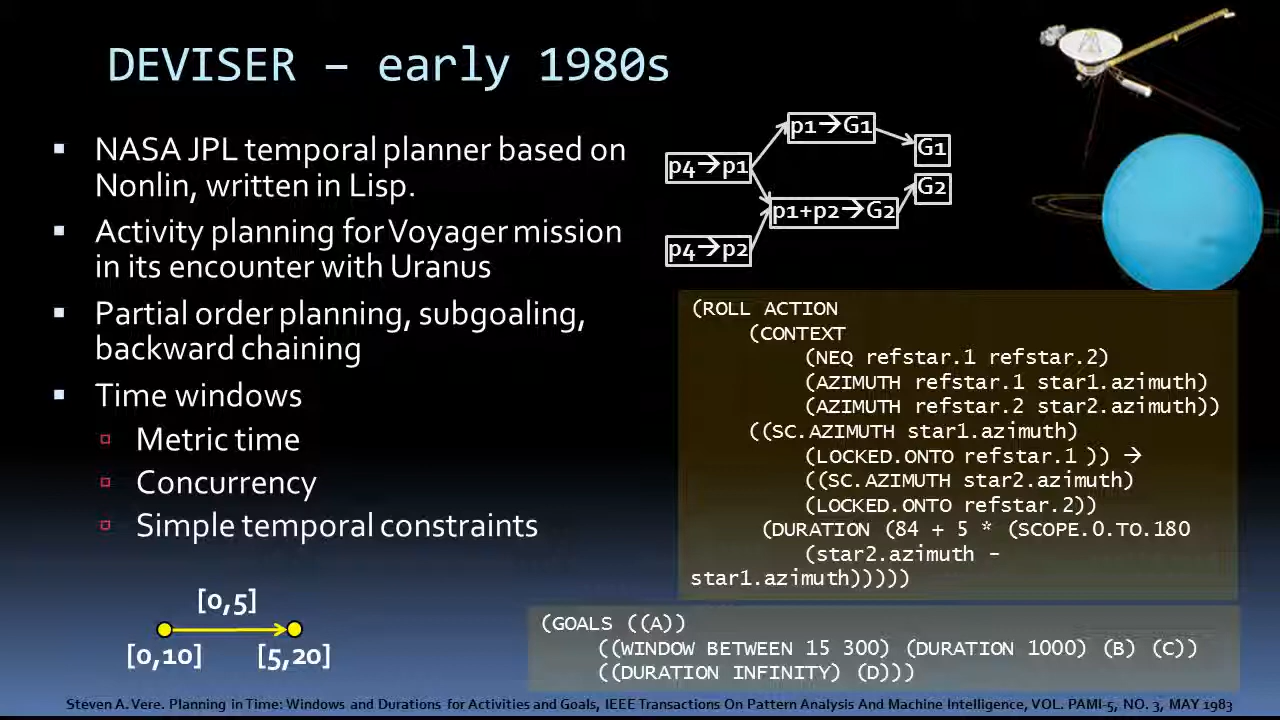 DEVISER – early 1980s
▪ NASA JPL temporal planner based on
Nonlin, written in Lisp.
▪ Activity planning for Voyager mission
in its encounter with Uranus
▪ Partial order planning, subgoaling,
backward chaining
▪ Time windows
▫ Metric time
▫ Concurrency
▫ Simple temporal constraints
[0,5]
[0,10] [5,20]
p1→G1
G1
p4→p1
G2
p1+p2→G2
p4→p2
(ROLL ACTION
(CONTEXT
(NEQ refstar.1 refstar.2)
(AZIMUTH refstar.1 star1.azimuth)
(AZIMUTH refstar.2 star2.azimuth))
((SC.AZIMUTH star1.azimuth)
(LOCKED.ONTO refstar.1 )) →
((SC.AZIMUTH star2.azimuth)
(LOCKED.ONTO refstar.2))
(DURATION (84 + 5 * (SCOPE.0.TO.180
(star2.azimuth –
star1.azimuth)))))
(GOALS ((A))
((WINDOW BETWEEN 15 300) (DURATION 1000) (B) (C))
((DURATION INFINITY) (D)))
Steven A. Vere. Planning in Time: Windows and Durations for Activities and Goals, IEEE Transactions On Pattern Analysis And Machine Intelligence, VOL. PAMI-5, NO. 3, MAY 1983